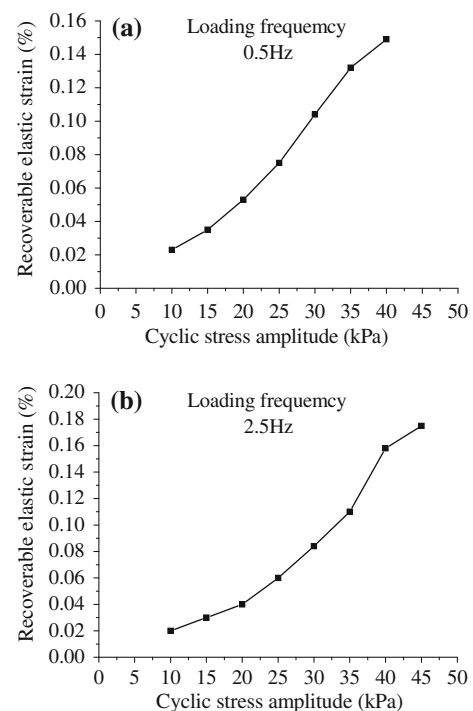 (a)
Loading frequemcy
0.5Hz
Recoverable elastic strain (%)
0.16
0.14
0.12
0.10
0.08
0.06
0.04
0.02
0.00
0 5 10 15 20 25 30 35 40 45 50
Cyclic stress amplitude (kPa)
(b)
Loading frequemcy
2.5Hz
Recoverable elastic strain (%)
0.20
0.18
0.16
0.14
0.12
0.10
0.08
0.06
0.04
0.02
0.00
0 5 10 15 20 25 30 35 40 45 50
Cyclic stress amplitude (kPa)